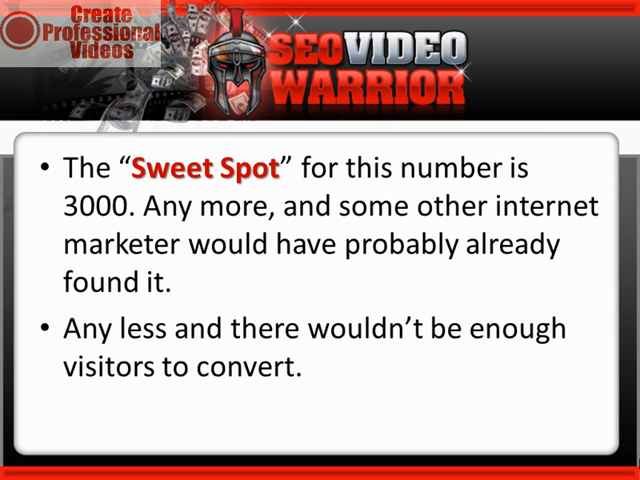 Create
Professional
Videos
SEOVIDEO
WARRIOR
• The “Sweet Spot” for this number is
3000. Any more, and some other internet
marketer would have probably already
found it.
• Any less and there wouldn’t be enough
visitors to convert.